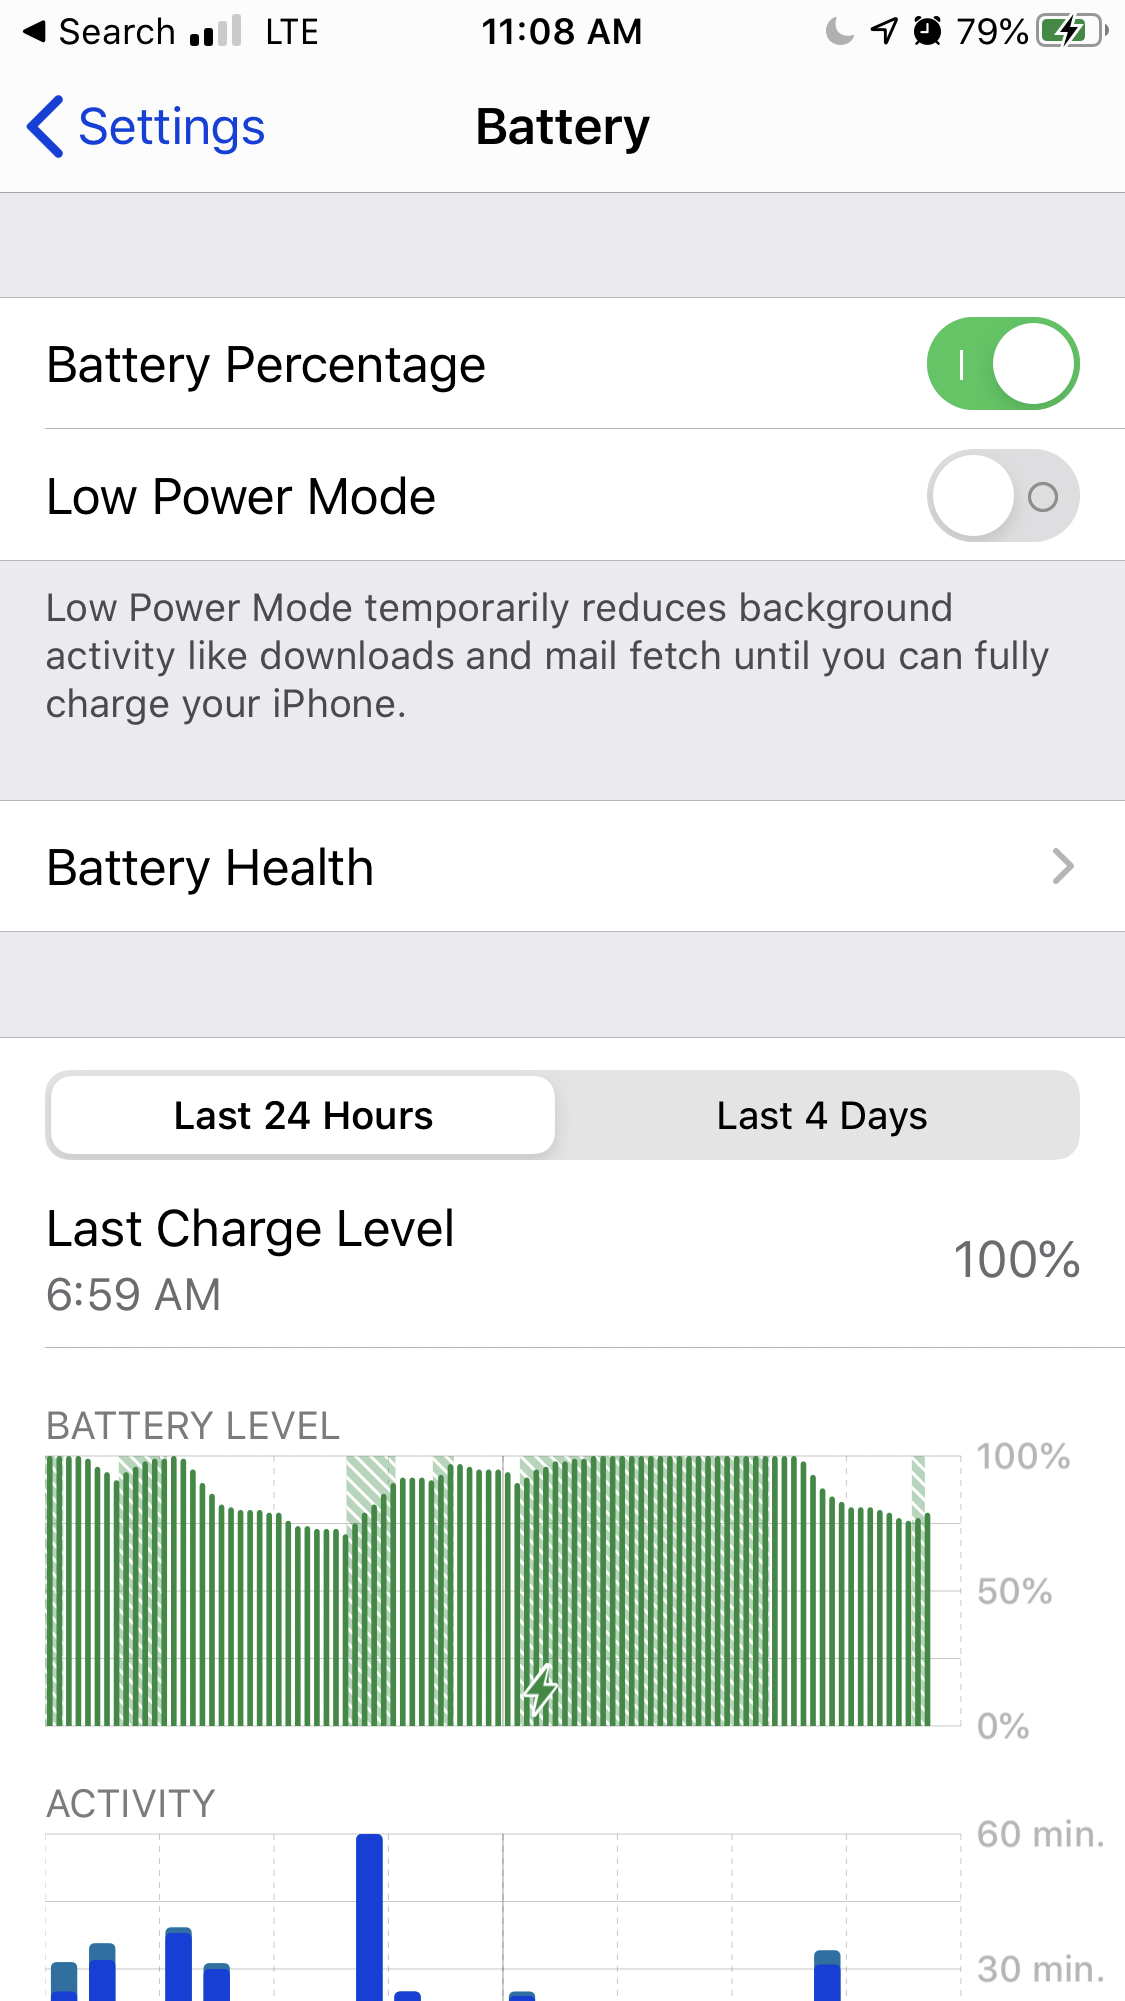 Search LTE 11:08 AM 79%
Settings Battery
Battery Percentage
Low Power Mode
Low Power Mode temporarily reduces background
activity like downloads and mail fetch until you can fully
charge your iPhone.
Battery Health
Last 24 Hours Last 4 Days
Last Charge Level
100%
6:59 AM
BATTERY LEVEL
100%
50%
0%
ACTIVITY
60 min.
30 min.